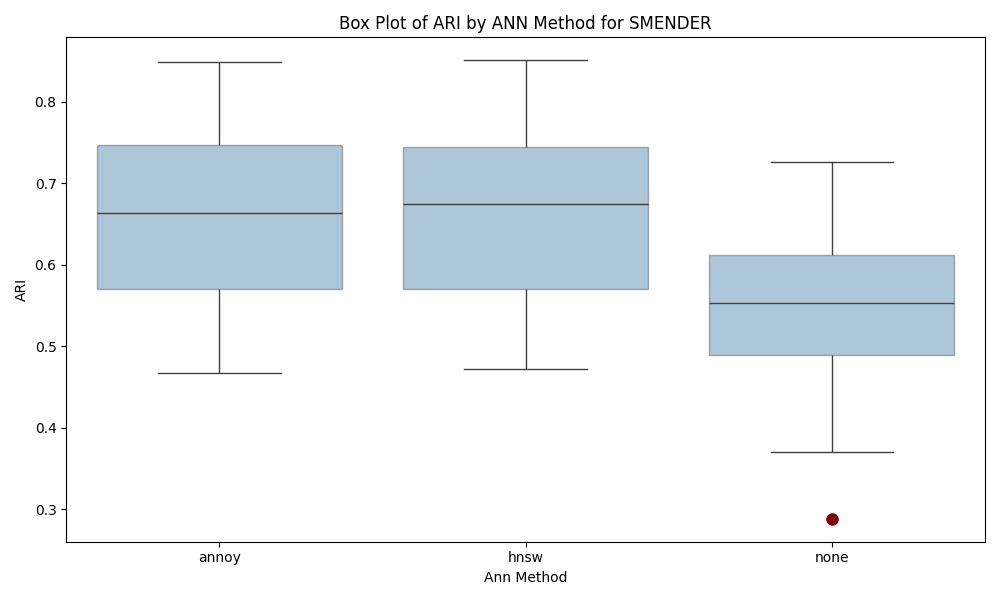 Box Plot of ARI by ANN Method for SMENDER
0.8
0.7
0.6
0.5
0.4
0.3
ARI
annoy
hnsw
none
Ann Method